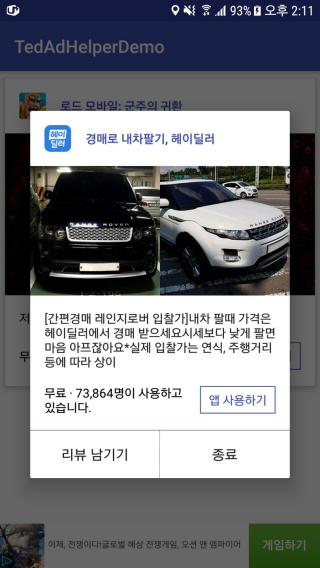 93% 오후 2:11
TedAdHelperDemo
로드 모바일: 군주의 귀환
헤이
딜러
경매로 내차팔기, 헤이딜러
RANGE ROVER
[간편경매 레인지로버 입찰가]내차 팔때 가격은
헤이딜러에서 경매 받으세요시세보다 낮게 팔면
마음 아프잖아요*실제 입찰가는 연식, 주행거리
등에 따라 상이
무료 · 73,864명이 사용하고
있습니다.
앱 사용하기
리뷰 남기기
종료
이제, 전쟁이다!글로벌 해상 전쟁게임, 오션 앤 엠파이어
게임하기